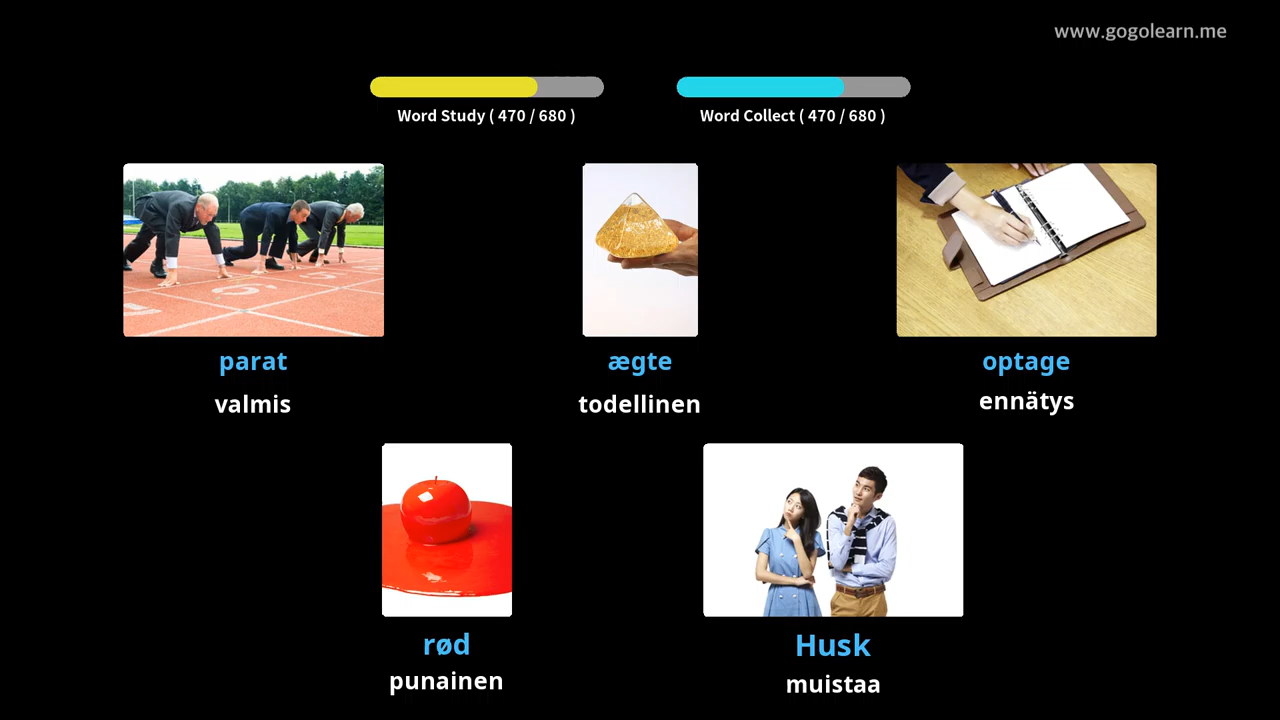 www.gogolearn.me
Word Study ( 470 / 680 )
Word Collect ( 470 / 680 )
parat
valmis
ægte
todellinen
optage
ennätys
rød
punainen
Husk
muistaa